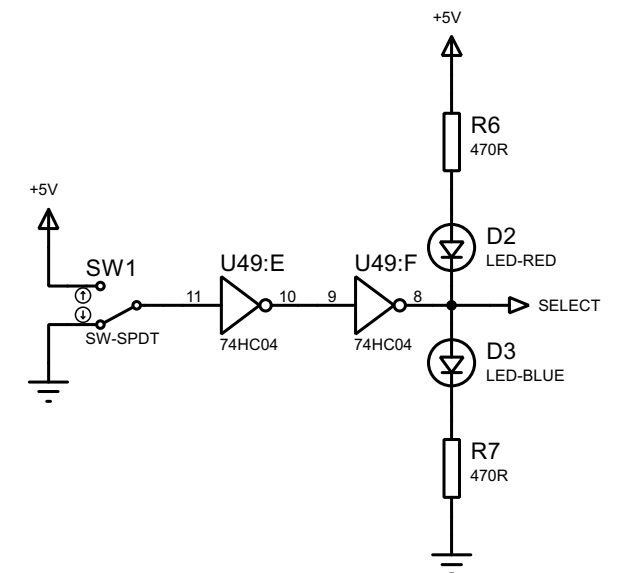 +5V
R6
470R
+5V
D2
LED-RED
SW1
U49:E
U49:F
11
10
9
8
SELECT
SW-SPDT
74HC04
74HC04
D3
LED-BLUE
R7
470R